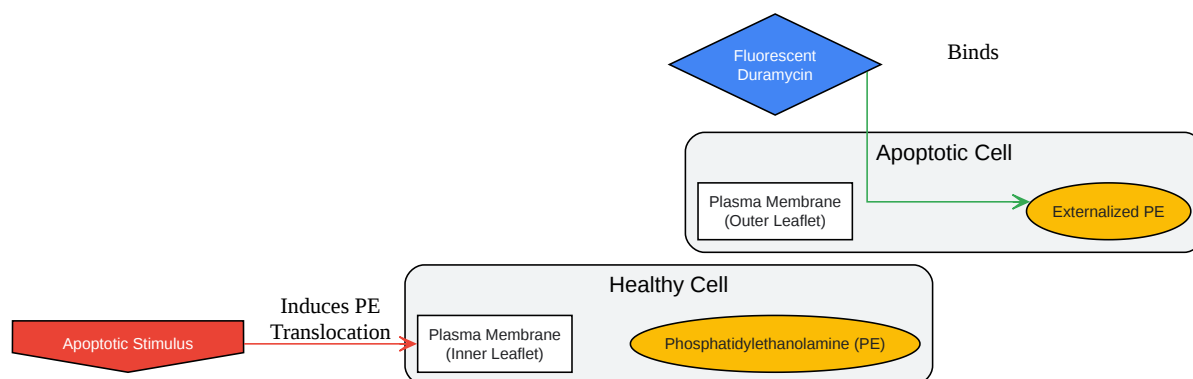 Fluorescent
Duramycin
Binds
Apoptotic Cell
Plasma Membrane
(Outer Leaflet)
Externalized PE
Healthy Cell
Induces PE
Translocation
Apoptotic Stimulus
Plasma Membrane
(Inner Leaflet)
Phosphatidylethanolamine (PE)